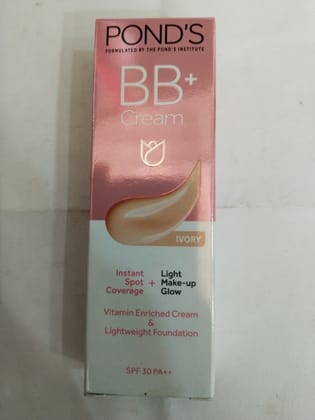 POND'S
FORMULATED BY THE POND'S INSTITUTE
BB+
Cream
IVORY
Instant Spot Coverage + Light Make-up Glow
Vitamin Enriched Cream
&
Lightweight Foundation
SPF 30 PA++